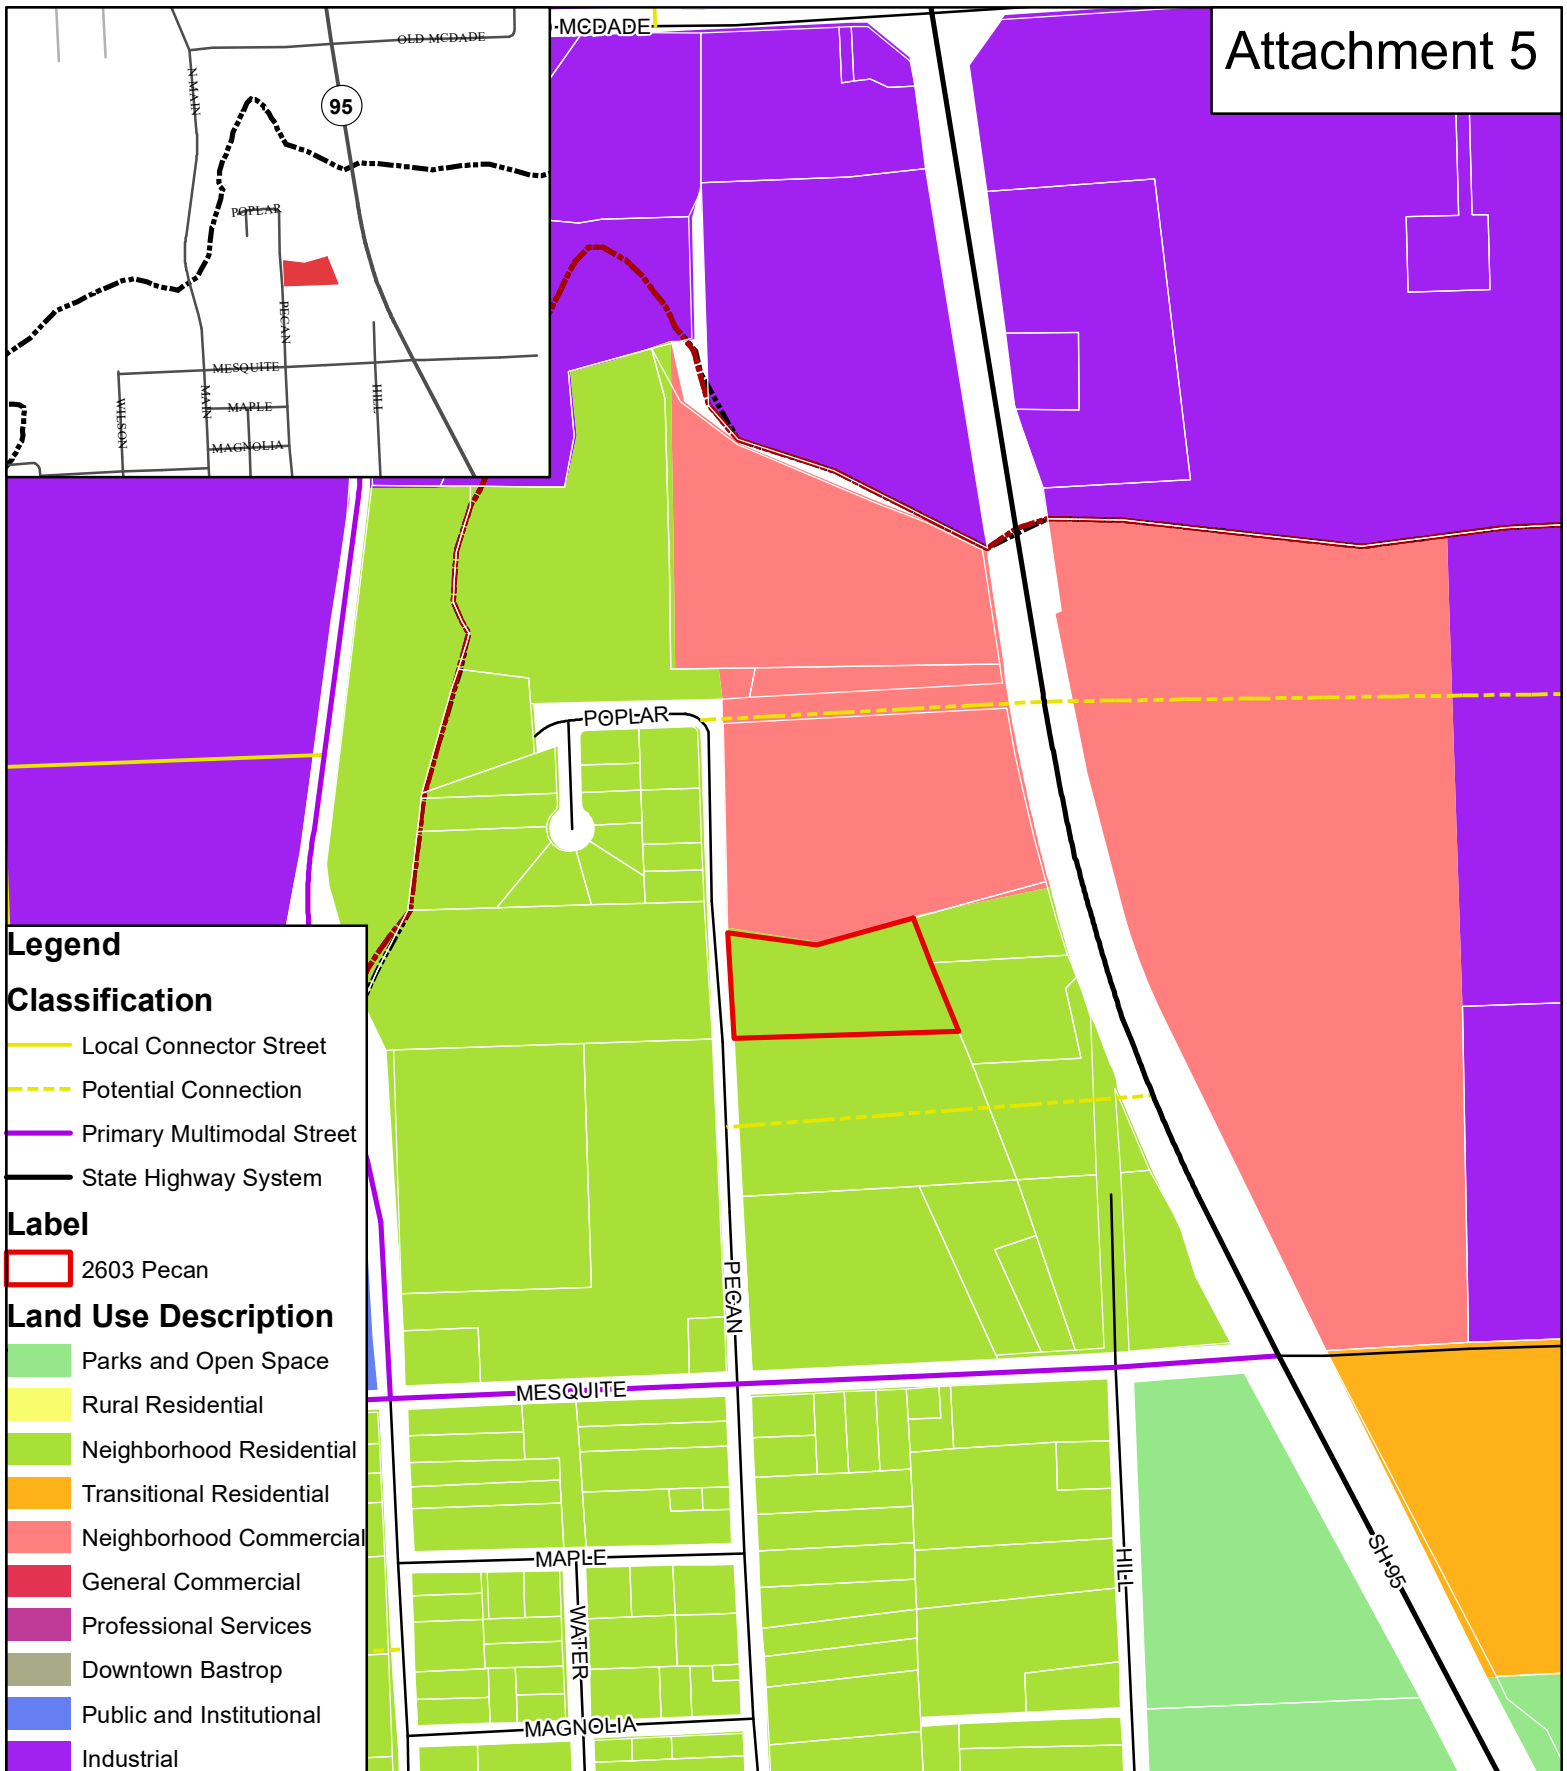 Attachment 5
OLD MCDADE
N MAIN
95
POPLAR
PECAN
MESQUITE
MAIN
MAPLE
HILL
WILSON
MAGNOLIA
MCDADE
POPLAR
PECAN
MESQUITE
MAPLE
WATER
HILL
SH 95
MAGNOLIA
Legend
Classification
Local Connector Street
Potential Connection
Primary Multimodal Street
State Highway System
Label
2603 Pecan
Land Use Description
Parks and Open Space
Rural Residential
Neighborhood Residential
Transitional Residential
Neighborhood Commercial
General Commercial
Professional Services
Downtown Bastrop
Public and Institutional
Industrial